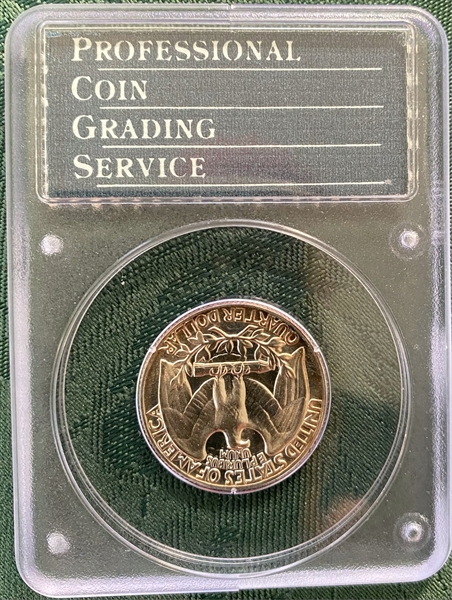 PROFESSIONAL
COIN
GRADING
SERVICE
UNITED STATES OF AMERICA
E PLURIBUS
UNUM
QUARTER DOLLAR